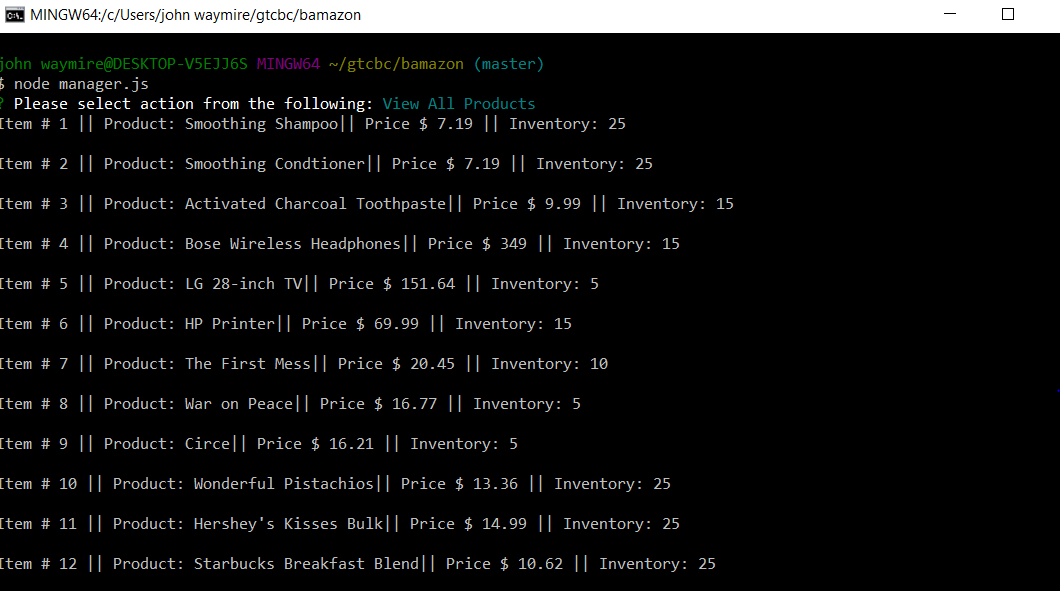 MINGW64:/c/Users/john waymire/gtcbc/bamazon
john waymire@DESKTOP-V5EJJ6S MINGW64 ~/gtcbc/bamazon (master)
$ node manager.js
? Please select action from the following: View All Products
Item # 1 || Product: Smoothing Shampoo|| Price $ 7.19 || Inventory: 25
Item # 2 || Product: Smoothing Condtioner|| Price $ 7.19 || Inventory: 25
Item # 3 || Product: Activated Charcoal Toothpaste|| Price $ 9.99 || Inventory: 15
Item # 4 || Product: Bose Wireless Headphones|| Price $ 349 || Inventory: 15
Item # 5 || Product: LG 28-inch TV|| Price $ 151.64 || Inventory: 5
Item # 6 || Product: HP Printer|| Price $ 69.99 || Inventory: 15
Item # 7 || Product: The First Mess|| Price $ 20.45 || Inventory: 10
Item # 8 || Product: War on Peace|| Price $ 16.77 || Inventory: 5
Item # 9 || Product: Circe|| Price $ 16.21 || Inventory: 5
Item # 10 || Product: Wonderful Pistachios|| Price $ 13.36 || Inventory: 25
Item # 11 || Product: Hershey's Kisses Bulk|| Price $ 14.99 || Inventory: 25
Item # 12 || Product: Starbucks Breakfast Blend|| Price $ 10.62 || Inventory: 25